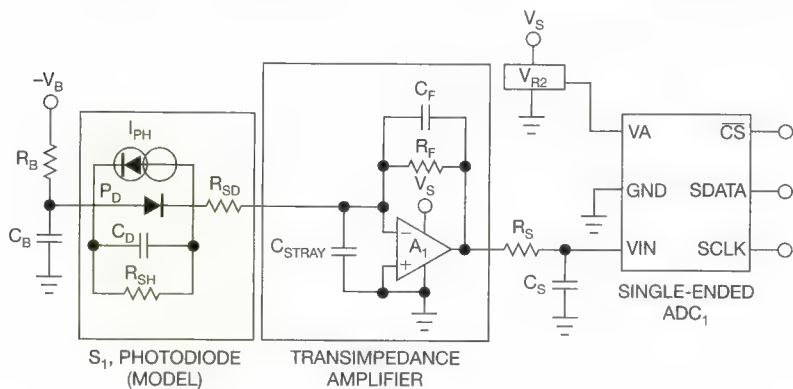 –V_B
R_B
C_B
I_PH
P_D
C_D
R_SH
R_SD
S_1, PHOTODIODE
(MODEL)
C_STRAY
C_F
R_F
V_S
–
+
A_1
TRANSIMPEDANCE
AMPLIFIER
R_S
C_S
V_S
V_R2
VA
GND
VIN
CS̅
SDATA
SCLK
SINGLE-ENDED
ADC_1